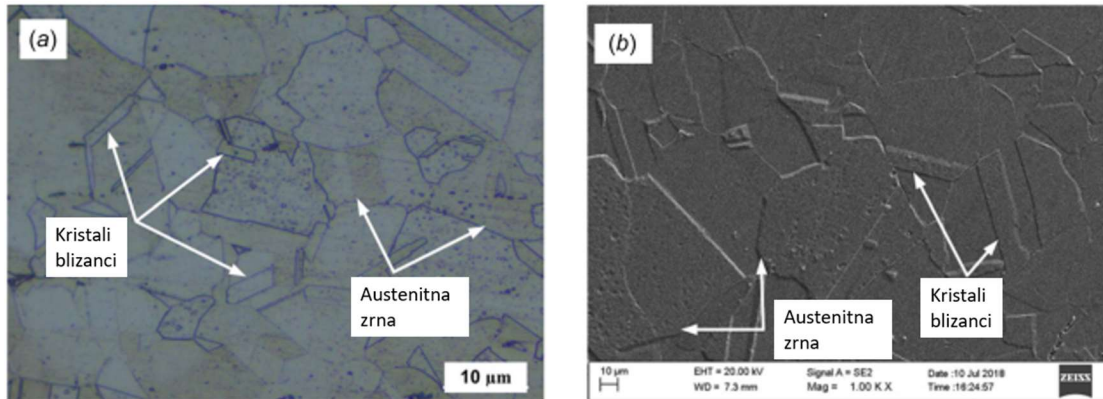 (a)
Kristali
blizanci
Austenitna
zrna
10 µm
(b)
Kristali
blizanci
Austenitna
zrna
10 µm
EHT = 20.00 kV
WD = 7.3 mm
Signal A = SE2
Mag = 1.00 K X
Date :10 Jul 2018
Time :16:24:57
ZEISS